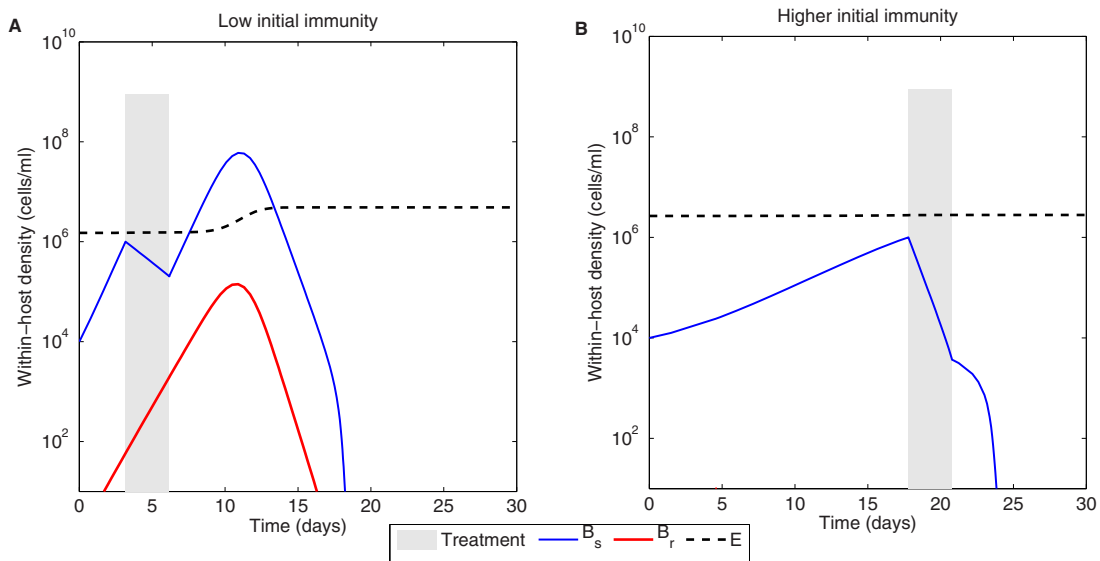 Low initial immunity
A
10^10
10^8
10^6
10^4
10^2
Within−host density (cells/ml)
0 5 10 15 20 25 30
Time (days)
Higher initial immunity
B
10^10
10^8
10^6
10^4
10^2
Within−host density (cells/ml)
0 5 10 15 20 25 30
Time (days)
Treatment B_s B_r E